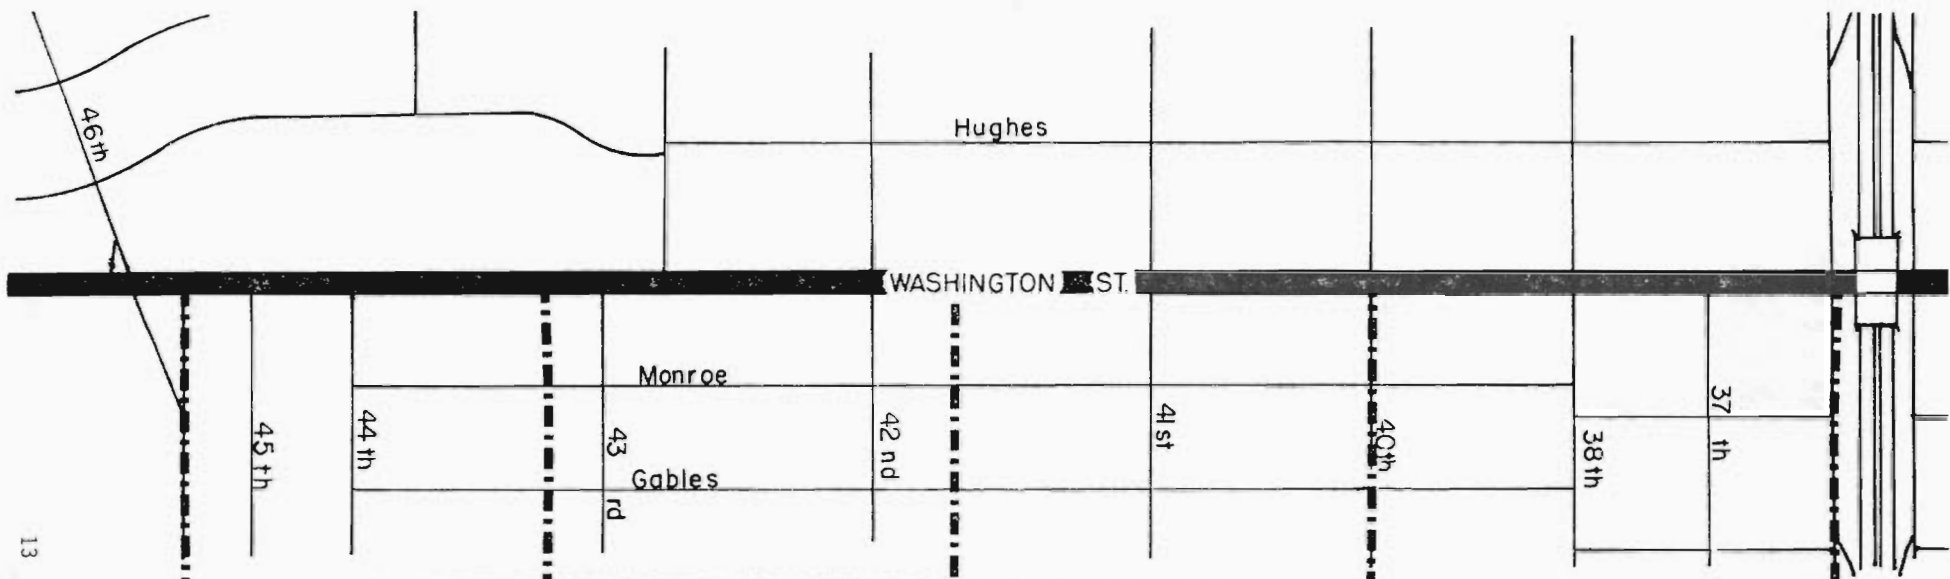 46th
Hughes
WASHINGTON ST.
Monroe
37 th
44 th
43 rd
42 nd
41st
40th
45 th
38th
Gables
13